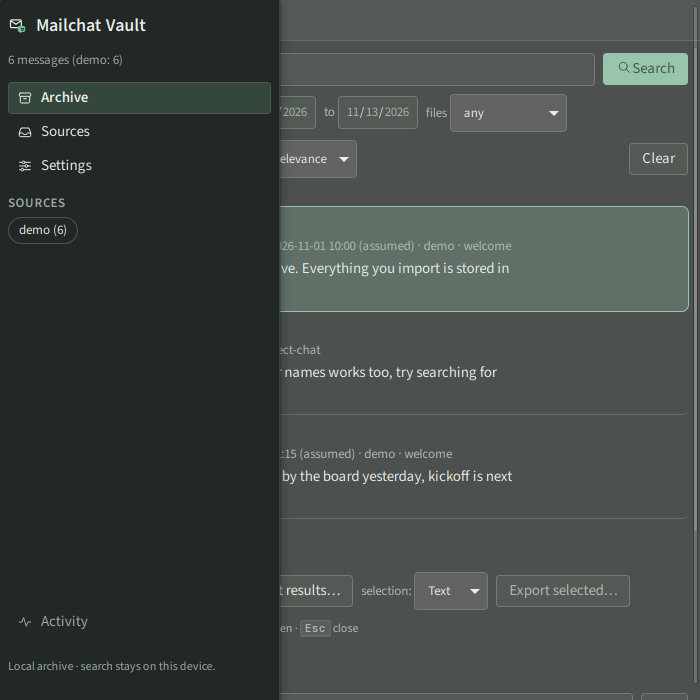 Mailchat Vault
6 messages (demo: 6)
Archive
Sources
Settings
SOURCES
demo (6)
Activity
Local archive · search stays on this device.
Search
/2026 to 11/13/2026 files any
elevance Clear
26-11-01 10:00 (assumed) · demo · welcome
ve. Everything you import is stored in
ect-chat
names works too, try searching for
:15 (assumed) · demo · welcome
by the board yesterday, kickoff is next
t results… selection: Text Export selected…
en · Esc close